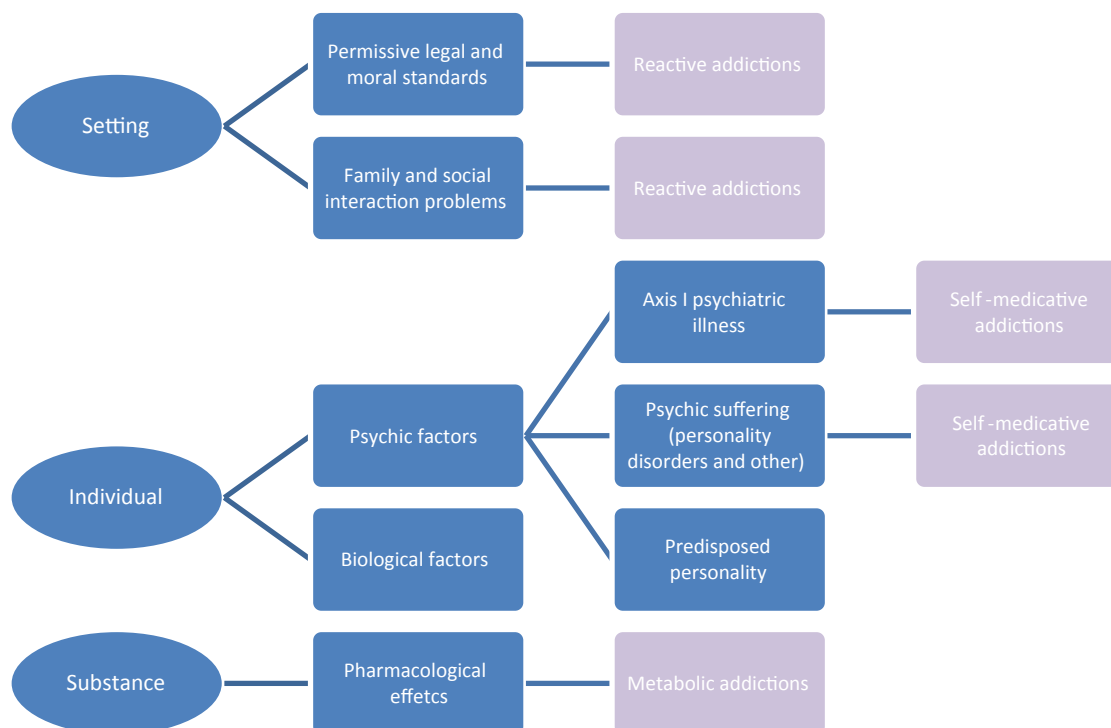 Setting
Permissive legal and
moral standards
Reactive addictions
Family and social
interaction problems
Reactive addictions
Individual
Psychic factors
Axis I psychiatric
illness
Self -medicative
addictions
Psychic suffering
(personality
disorders and other)
Self -medicative
addictions
Biological factors
Predisposed
personality
Substance
Pharmacological
effetcs
Metabolic addictions